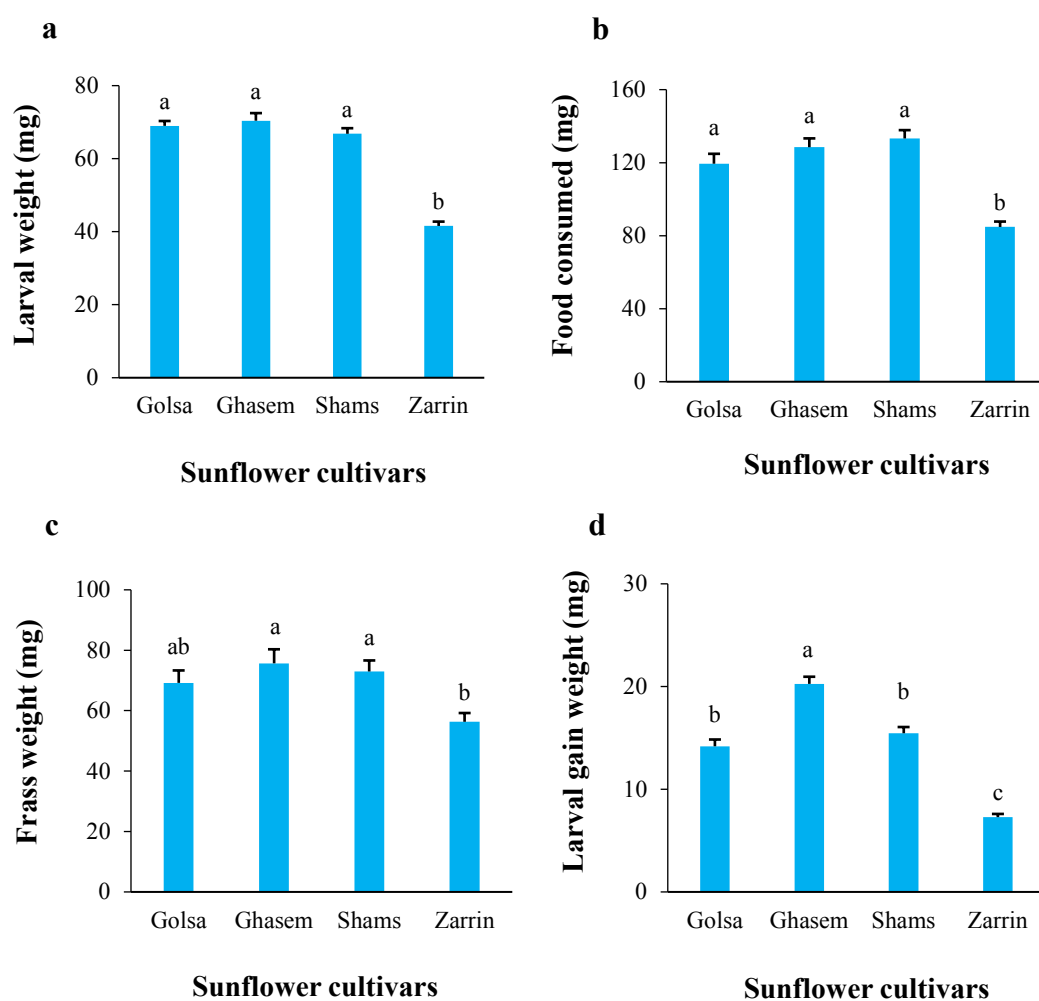 a
Larval weight (mg)
80
60
40
20
0
a
a
a
b
Golsa Ghasem Shams Zarrin
Sunflower cultivars
b
Food consumed (mg)
160
120
80
40
0
a
a
a
b
Golsa Ghasem Shams Zarrin
Sunflower cultivars
c
Frass weight (mg)
100
80
60
40
20
0
ab
a
a
b
Golsa Ghasem Shams Zarrin
Sunflower cultivars
d
Larval gain weight (mg)
30
20
10
0
b
a
b
c
Golsa Ghasem Shams Zarrin
Sunflower cultivars